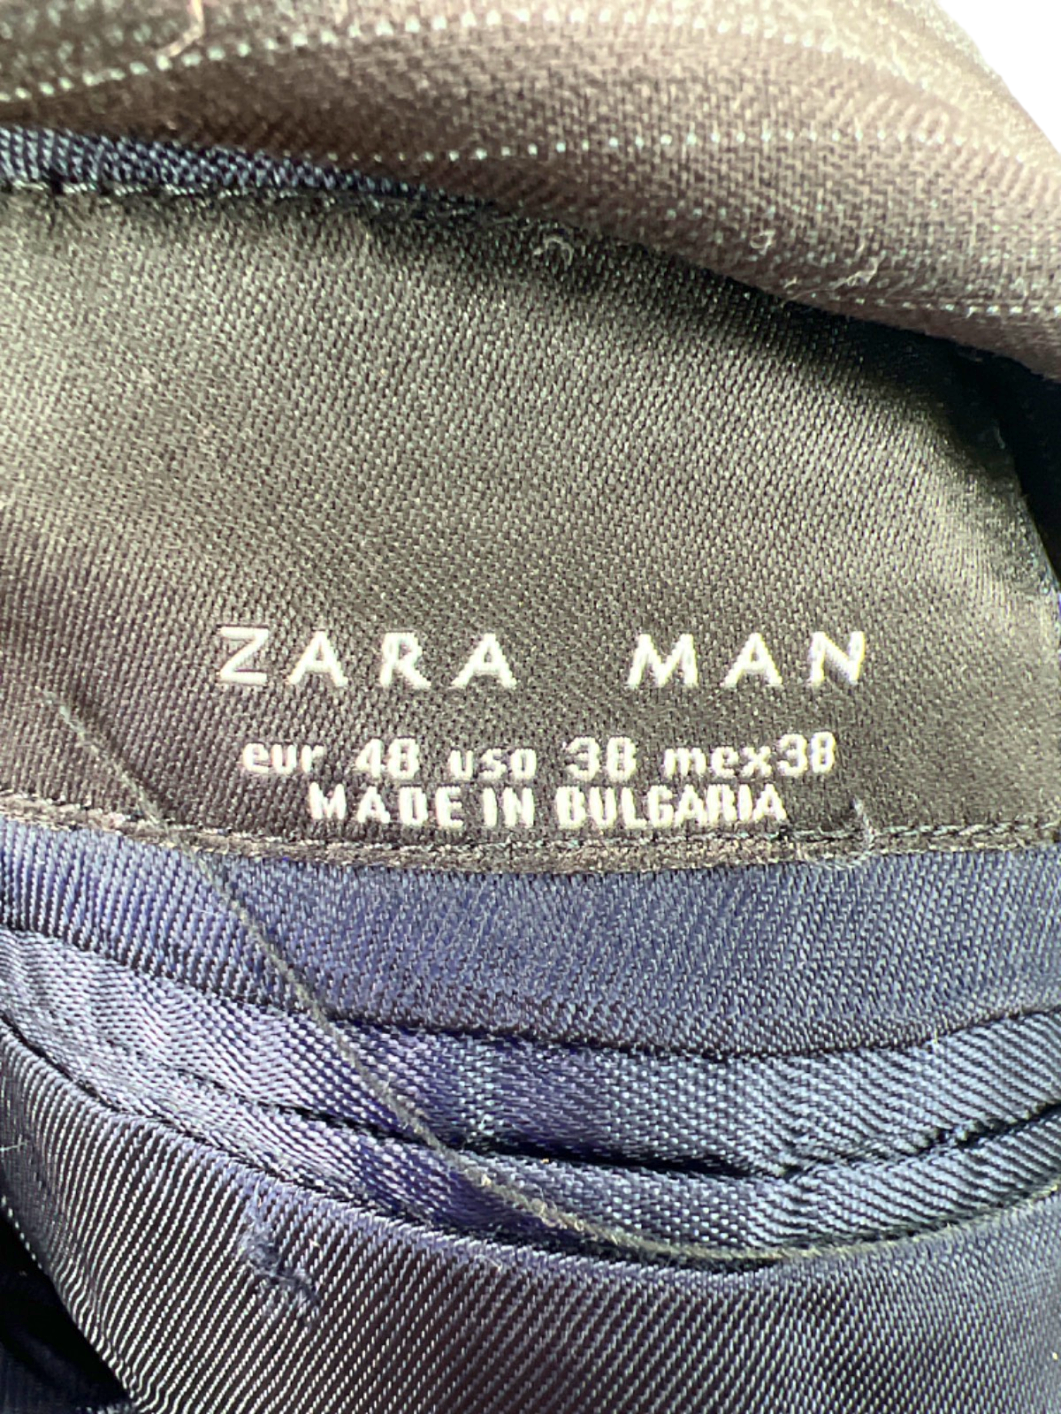 ZARA MAN
eur 48 usa 38 mex38
MADE IN BULGARIA